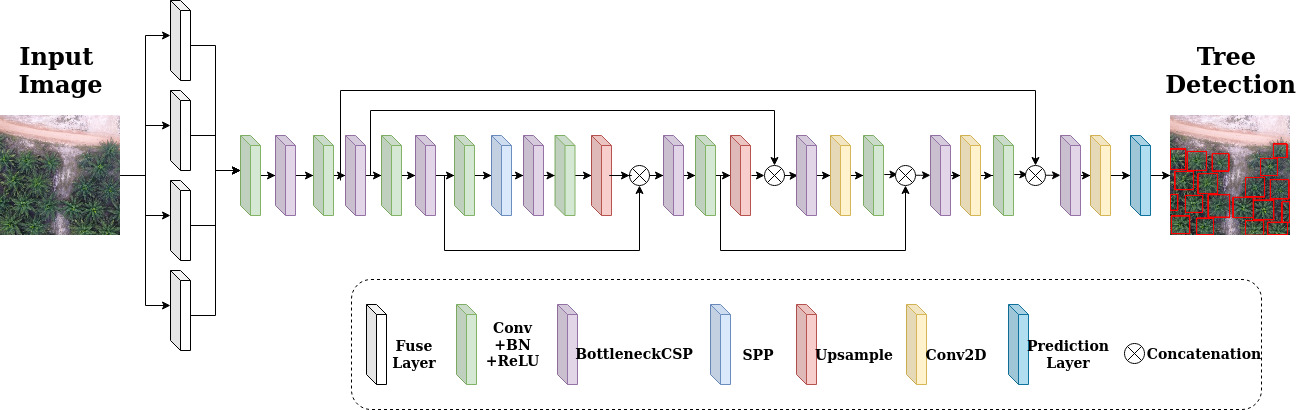 Input
Image
Tree
Detection
Fuse
Layer
Conv
+BN
+ReLU
BottleneckCSP
SPP
Upsample
Conv2D
Prediction
Layer
Concatenation